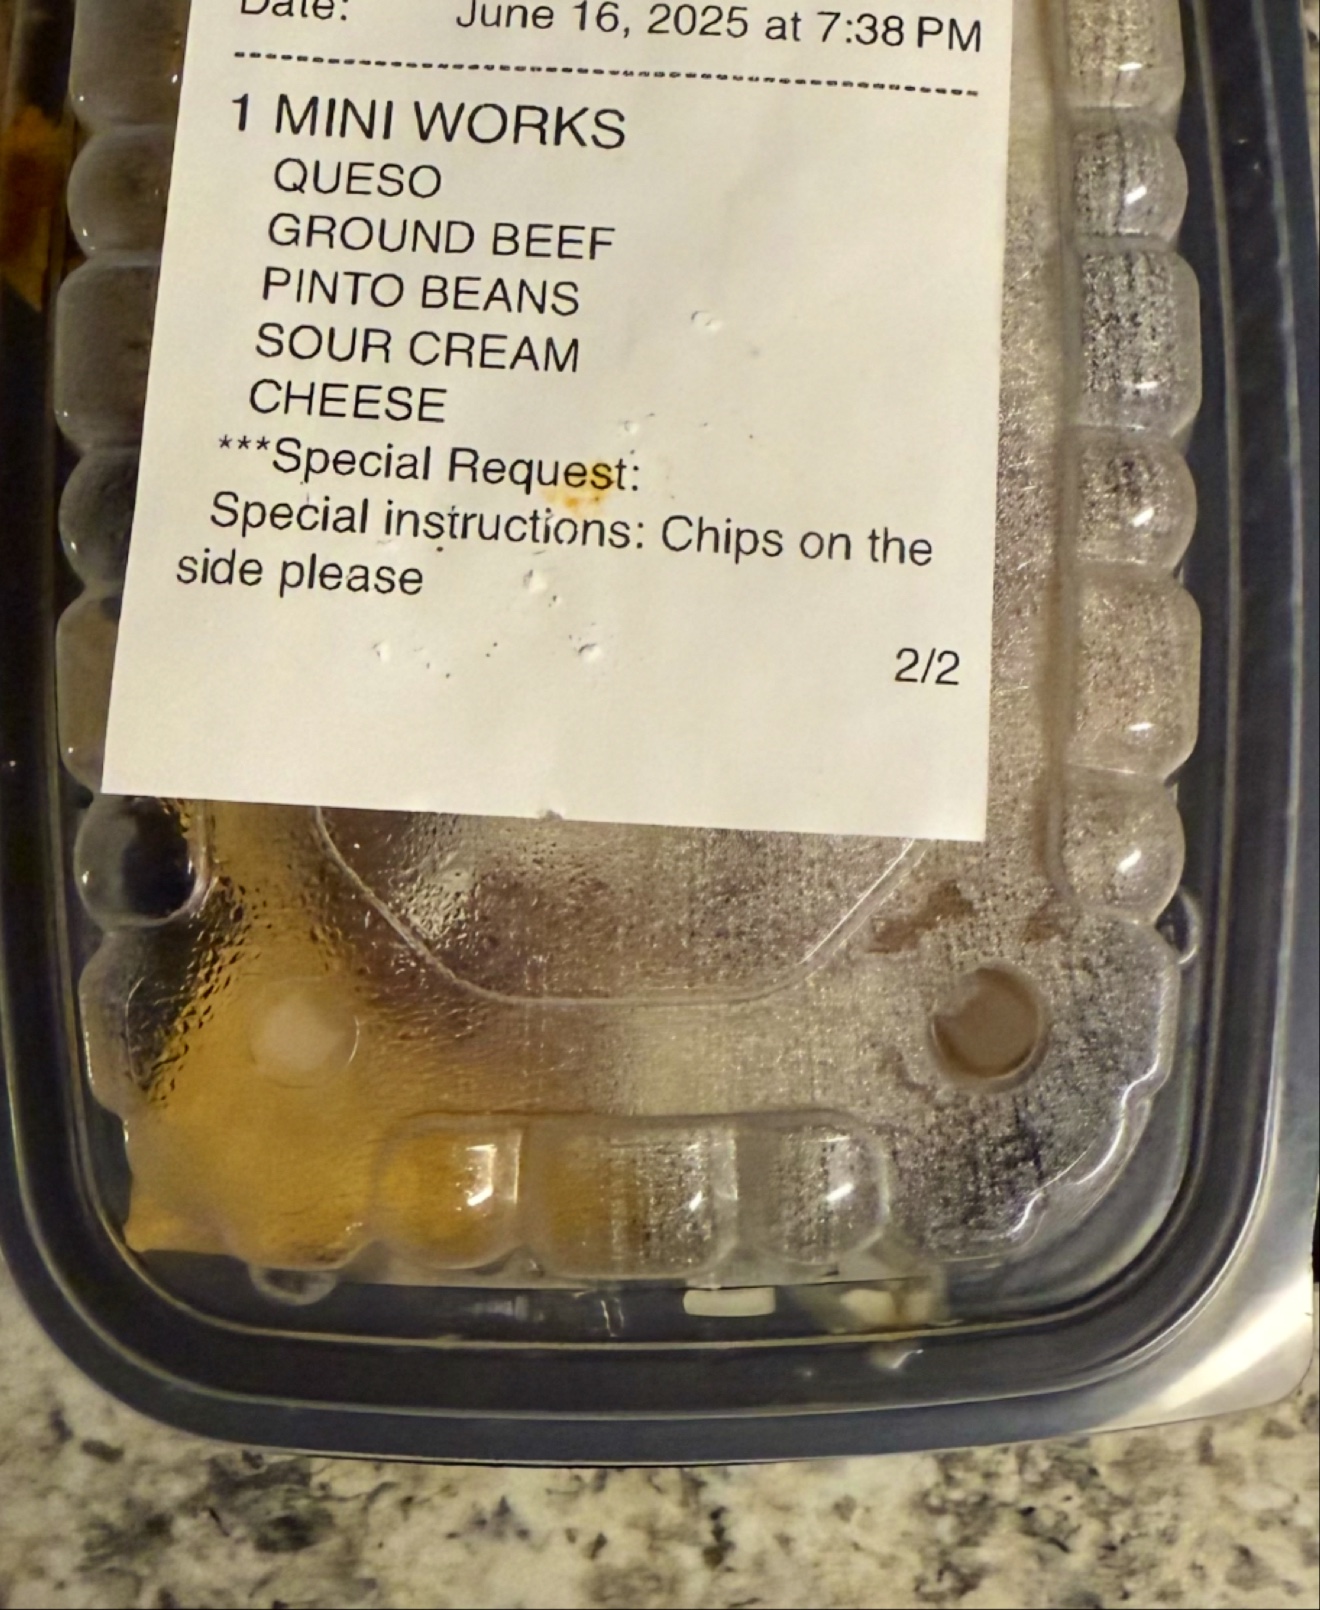 Date: June 16, 2025 at 7:38 PM
1 MINI WORKS
QUESO
GROUND BEEF
PINTO BEANS
SOUR CREAM
CHEESE
***Special Request:
Special instructions: Chips on the
side please
2/2